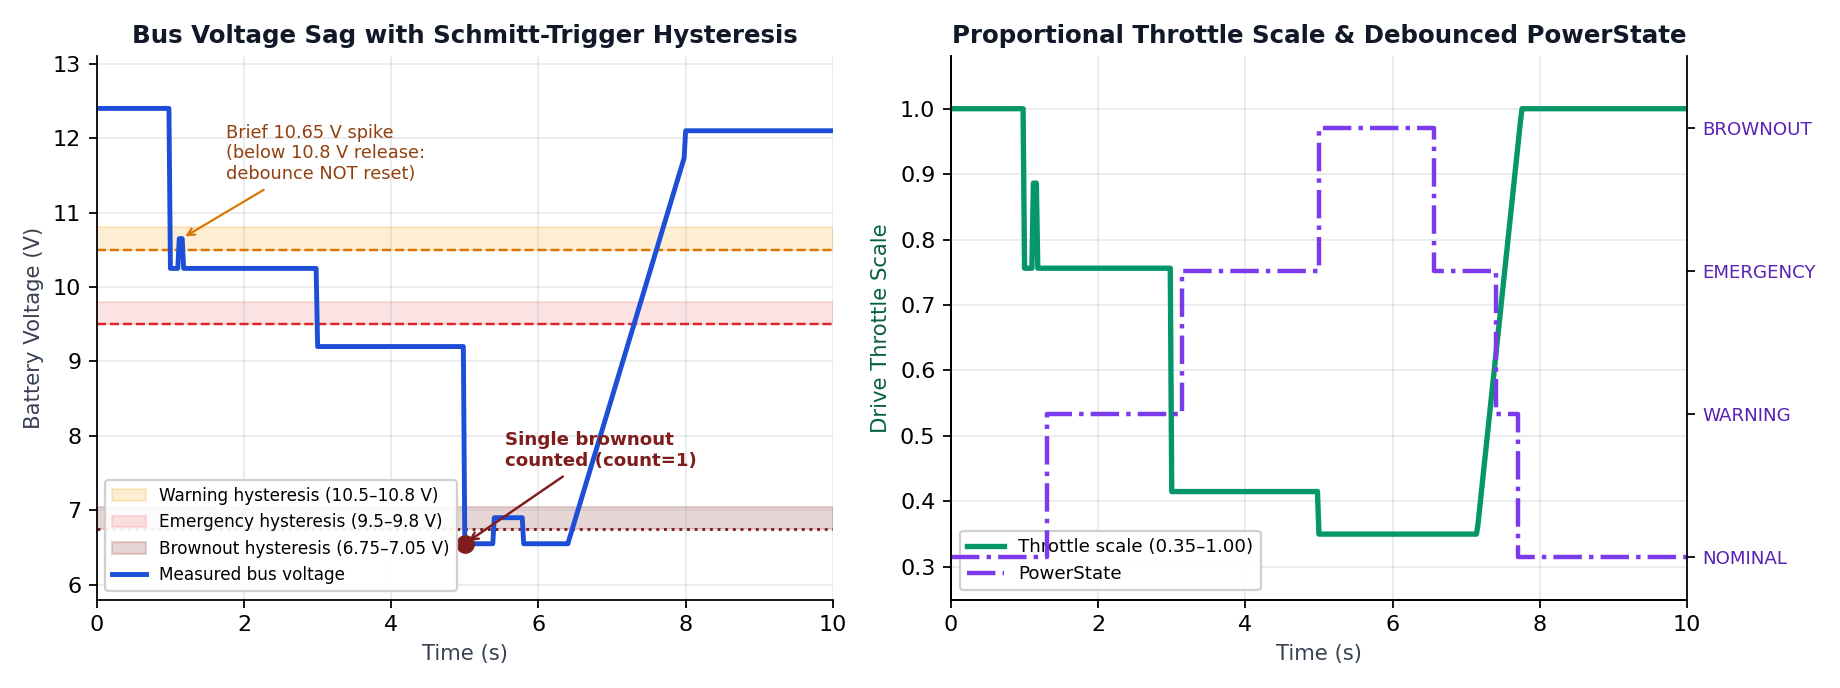 Bus Voltage Sag with Schmitt-Trigger Hysteresis
13
12
11
10
9
8
7
6
Battery Voltage (V)
Brief 10.65 V spike
(below 10.8 V release:
debounce NOT reset)
Single brownout
counted (count=1)
Warning hysteresis (10.5–10.8 V)
Emergency hysteresis (9.5–9.8 V)
Brownout hysteresis (6.75–7.05 V)
Measured bus voltage
0 2 4 6 8 10
Time (s)
Proportional Throttle Scale & Debounced PowerState
1.0
0.9
0.8
0.7
0.6
0.5
0.4
0.3
Drive Throttle Scale
BROWNOUT
EMERGENCY
WARNING
NOMINAL
Throttle scale (0.35–1.00)
PowerState
0 2 4 6 8 10
Time (s)